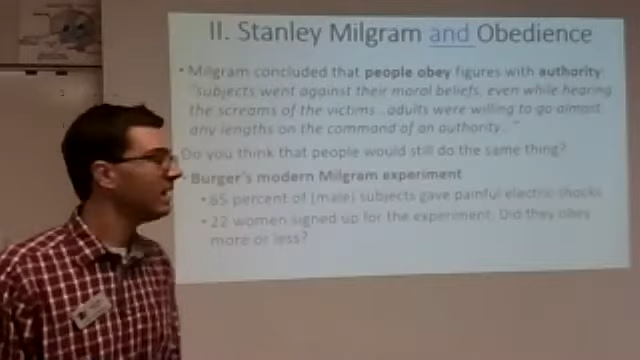 II. Stanley Milgram and Obedience
• Milgram concluded that people obey figures with authority:
"subjects went against their moral beliefs, even while hearing
the screams of the victims...adults were willing to go almost
any lengths on the command of an authority..."
Do you think that people would still do the same thing?
Burger's modern Milgram experiment
• 65 percent of (male) subjects gave painful electric shocks
• 22 women signed up for the experiment. Did they obey
more or less?